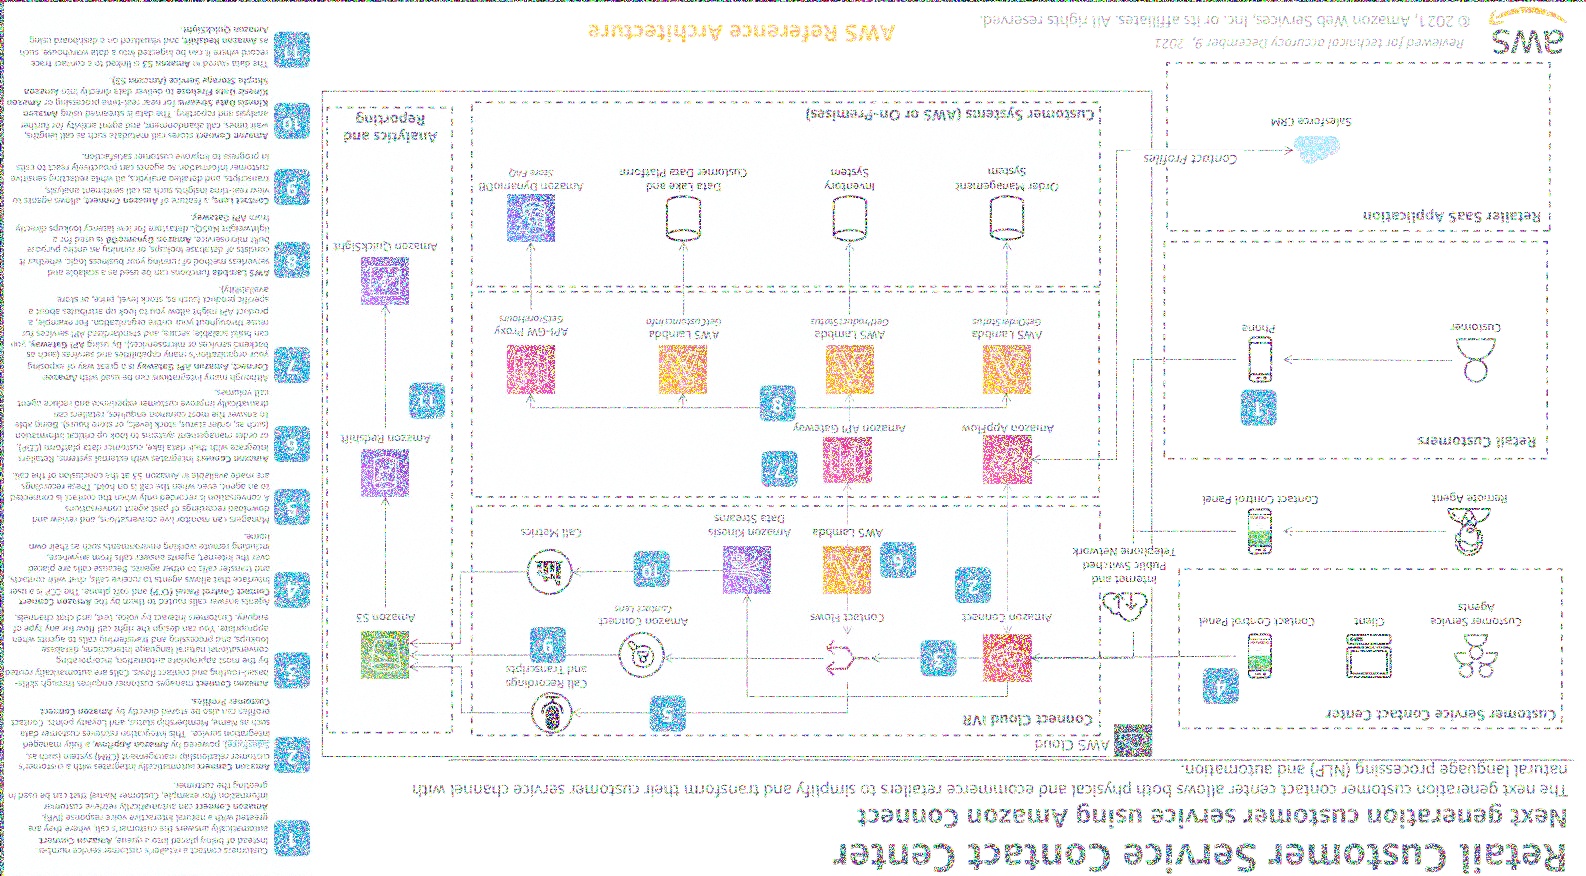 Retail Customer Service Contact Center
Next generation customer service using Amazon Connect
The next generation customer contact center allows both physical and ecommerce retailers to simplify and transform their customer service channel with
natural language processing (NLP) and automation.
AWS Cloud
Customer Service Contact Center
4
Customer Service
Agents
Client
Contact Control Panel
Remote Agent
Contact Control Panel
Retail Customers
1
Customer
Phone
Retailer SaaS Application
Salesforce CRM
Contact Profiles
Internet and
Public Switched
Telephone Network
Connect Cloud IVR
Amazon Connect
2
3
Contact Flows
5
Call Recordings
and Transcripts
9
Amazon Connect
Contact Lens
6
AWS Lambda
Amazon Kinesis
Data Streams
10
Call Metrics
Amazon AppFlow
7
Amazon API Gateway
8
AWS Lambda
GetOrderStatus
AWS Lambda
GetProductStatus
AWS Lambda
GetCustomerInfo
API-GW Proxy
GetStoreHours
Order Management
System
Inventory
System
Data Lake and
Customer Data Platform
Amazon DynamoDB
Store FAQ
Customer Systems (AWS or On-Premises)
Amazon S3
Amazon Redshift
11
Amazon QuickSight
Analytics and
Reporting
1
Customers contact a retailer's customer service number.
Instead of being placed into a queue, Amazon Connect
automatically answers the customer's call, where they are
greeted with a natural interactive voice response (IVR).
Amazon Connect can automatically retrieve customer
information (for example, Customer Name) that can be used in
greeting the customer.
2
Amazon Connect automatically integrates with a customer's
customer relationship management (CRM) system (such as,
Salesforce), powered by Amazon AppFlow, a fully managed
integration service. This integration retrieves customer data
such as Name, Membership status, and Loyalty points. Contact
profiles can also be stored directly by Amazon Connect
Customer Profiles.
3
Amazon Connect manages customer enquiries through skills-
based-routing and contact flows. Calls are automatically routed
by the most appropriate automation, incorporating
conversational natural language interactions, database
lookups, and processing and transferring calls to agents when
appropriate. You can design the right call flow for any type of
enquiry. Customers interact by voice, text, and chat channels.
4
Agents answer calls routed to them by the Amazon Connect
Contact Control Panel (CCP) and soft phone. The CCP is a user
interface that allows agents to receive calls, chat with contacts,
and transfer calls to other agents. Because calls are placed
over the internet, agents answer calls from anywhere,
including remote working environments such as their own
home.
5
Managers can monitor live conversations, and review and
download recordings of past agent conversations.
A conversation is recorded only when the contact is connected
to an agent, even when the call is on hold. These recordings
are made available in Amazon S3 at the conclusion of the call.
6
Amazon Connect integrates with external systems. Retailers
integrate with their data lake, customer data platform (CDP),
or order management systems to look up critical information
(such as, order status, stock levels, or store hours). Being able
to answer the most common enquiries, retailers can
dramatically improve customer experience and reduce agent
call volumes.
7
Although many integrations can be used with Amazon
Connect, Amazon API Gateway is a great way of exposing
your organization's many capabilities and services (such as
backend services or microservices). By using API Gateway, you
can build scalable, secure, and standardized API services for
reuse throughout your entire organization. For example, a
product API might allow you to look up attributes about a
specific product (such as, stock level, price, or store
availability).
8
AWS Lambda functions can be used as a scalable and
serverless method of running your business logic, whether it
consists of database lookups, or running as entire purpose
built microservice. Amazon DynamoDB is used for a
lightweight NoSQL datastore for low latency lookups directly
from API Gateway.
9
Contact Lens, a feature of Amazon Connect, allows agents to
view real-time insights such as call sentiment analysis,
transcripts, and detailed analytics, all while redacting sensitive
customer information so agents can proactively react to calls
in progress to improve customer satisfaction.
10
Amazon Connect stores call metadata such as call lengths,
wait times, call abandonment, and agent activity for further
analysis and reporting. The data is streamed using Amazon
Kinesis Data Streams for near real-time processing or Amazon
Kinesis Data Firehose to deliver data directly into Amazon
Simple Storage Service (Amazon S3).
11
The data stored in Amazon S3 is linked to a contact trace
record where it can be ingested into a data warehouse, such
as Amazon Redshift, and visualized on a dashboard using
Amazon QuickSight.
aws
Reviewed for technical accuracy December 9, 2021
© 2021, Amazon Web Services, Inc. or its affiliates. All rights reserved.
AWS Reference Architecture